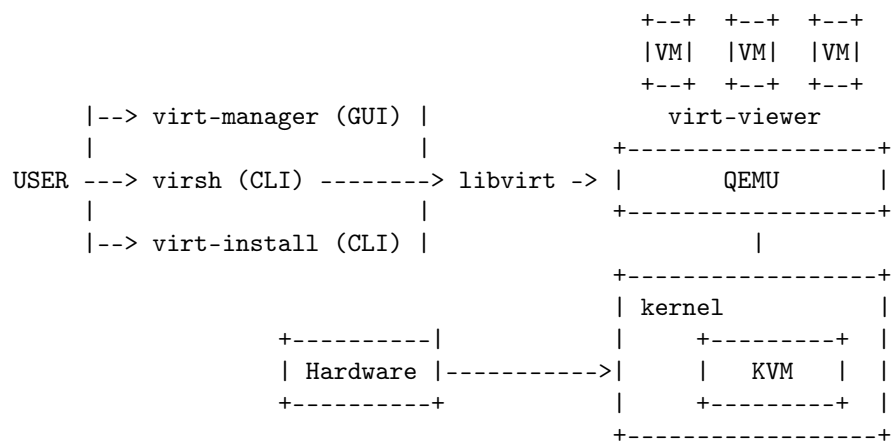 VM VM VM
virt-manager (GUI) virt-viewer
USER virsh (CLI) libvirt QEMU
virt-install (CLI)
kernel
Hardware KVM